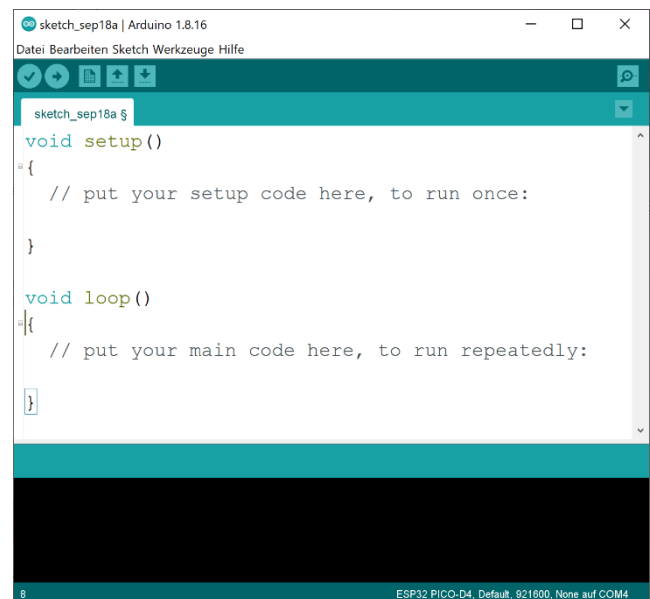 sketch_sep18a | Arduino 1.8.16
Datei Bearbeiten Sketch Werkzeuge Hilfe
sketch_sep18a §
void setup()
{
// put your setup code here, to run once:
}
void loop()
{
// put your main code here, to run repeatedly:
}
8 ESP32 PICO-D4, Default, 921600, None auf COM4